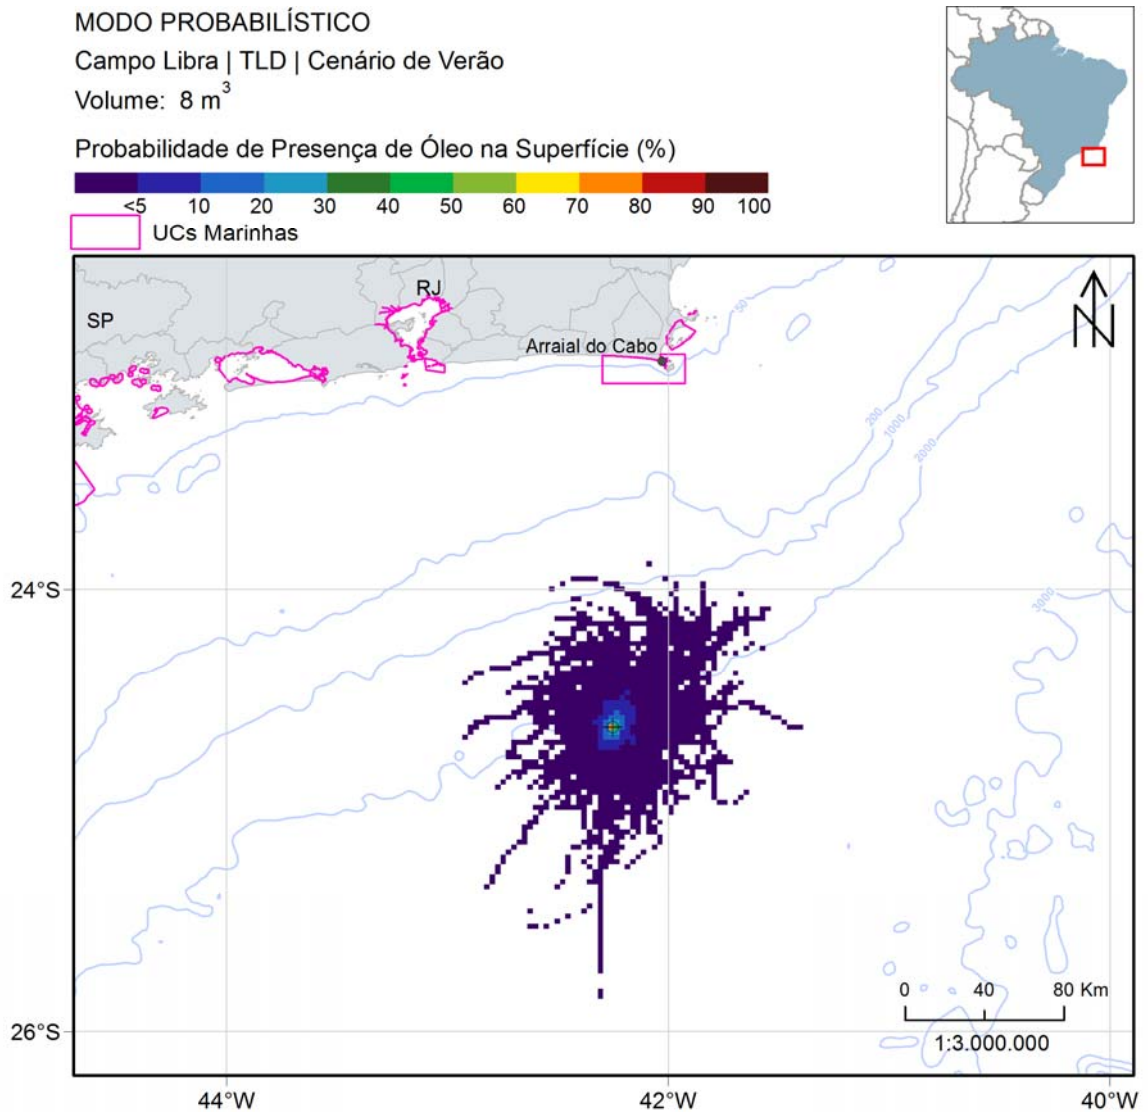 MODO PROBABILÍSTICO
Campo Libra | TLD | Cenário de Verão
Volume: 8 m³
Probabilidade de Presença de Óleo na Superfície (%)
<5 10 20 30 40 50 60 70 80 90 100
UCs Marinhas
RJ
SP
50
Arraial do Cabo
N
200
1000
2000
24°S
3000
0 40 80 Km
26°S
1:3.000.000
44°W 42°W 40°W